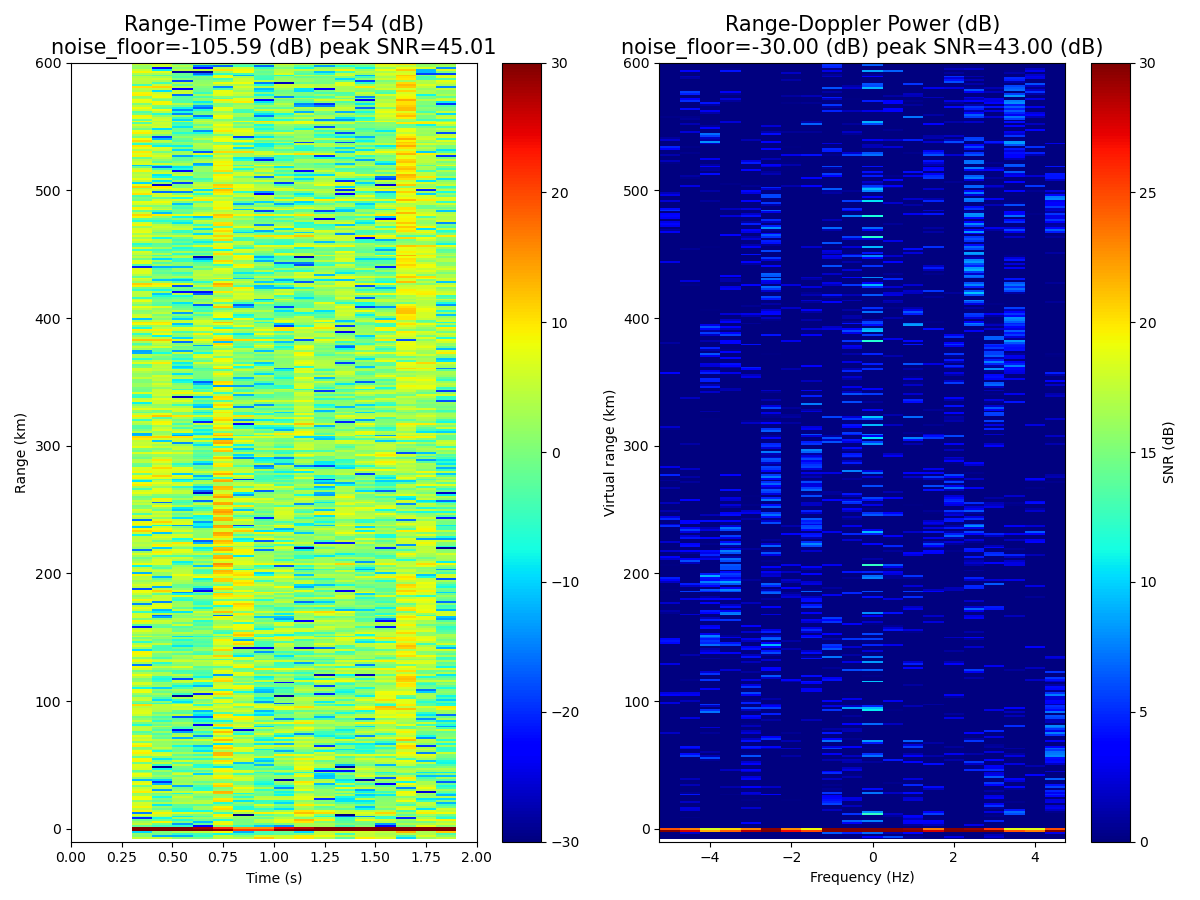 Range-Time Power f=54 (dB)
noise_floor=-105.59 (dB) peak SNR=45.01
600
500
400
300
200
100
0
Range (km)
0.00 0.25 0.50 0.75 1.00 1.25 1.50 1.75 2.00
Time (s)
30
20
10
0
−10
−20
−30
Range-Doppler Power (dB)
noise_floor=-30.00 (dB) peak SNR=43.00 (dB)
600
500
400
300
200
100
0
Virtual range (km)
−4 −2 0 2 4
Frequency (Hz)
30
25
20
15
10
5
0
SNR (dB)